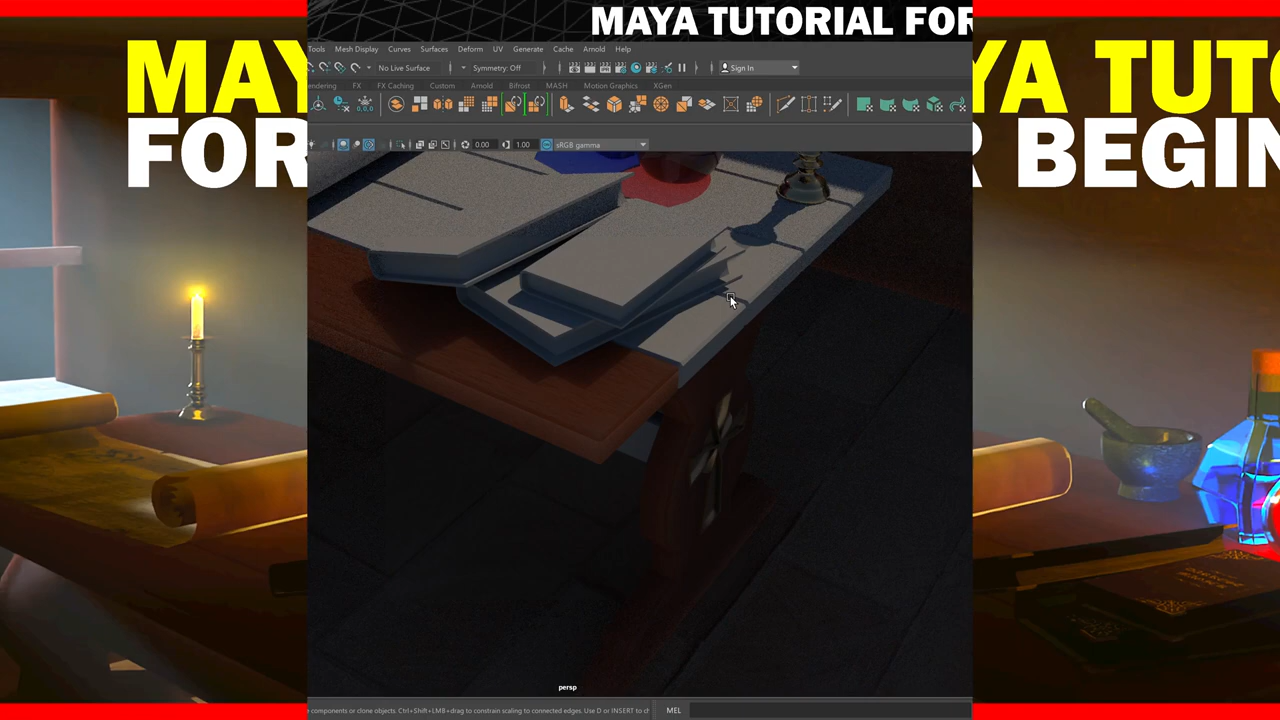 MAYA TUTORIAL FOR
MAY
FOR
YA TUT
R BEGIN
Tools Mesh Display Curves Surfaces Deform UV Generate Cache Arnold Help
No Live Surface Symmetry: Off Sign In
endering FX FX Caching Custom Arnold Bifrost MASH Motion Graphics XGen
0.00 1.00 sRGB gamma
persp
components or clone objects. Ctrl+Shift+LMB+drag to constrain scaling to connected edges. Use D or INSERT to ch MEL